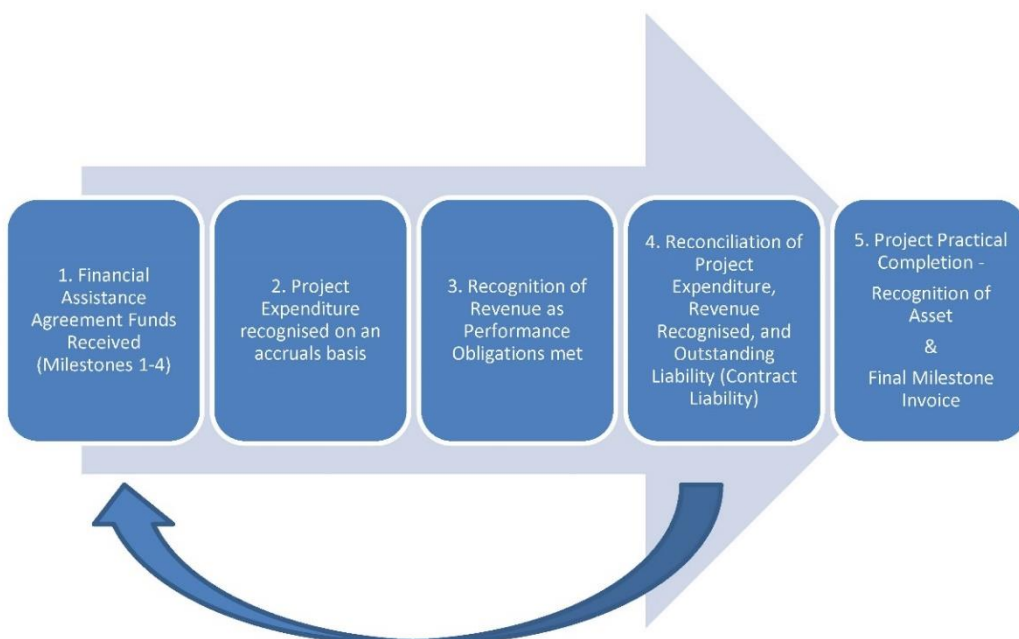 1. Financial
Assistance
Agreement Funds
Received
(Milestones 1-4)
2. Project
Expenditure
recognised on an
accruals basis
3. Recognition of
Revenue as
Performance
Obligations met
4. Reconciliation of
Project
Expenditure,
Revenue
Recognised, and
Outstanding
Liability (Contract
Liability)
5. Project Practical
Completion -
Recognition of
Asset
&
Final Milestone
Invoice